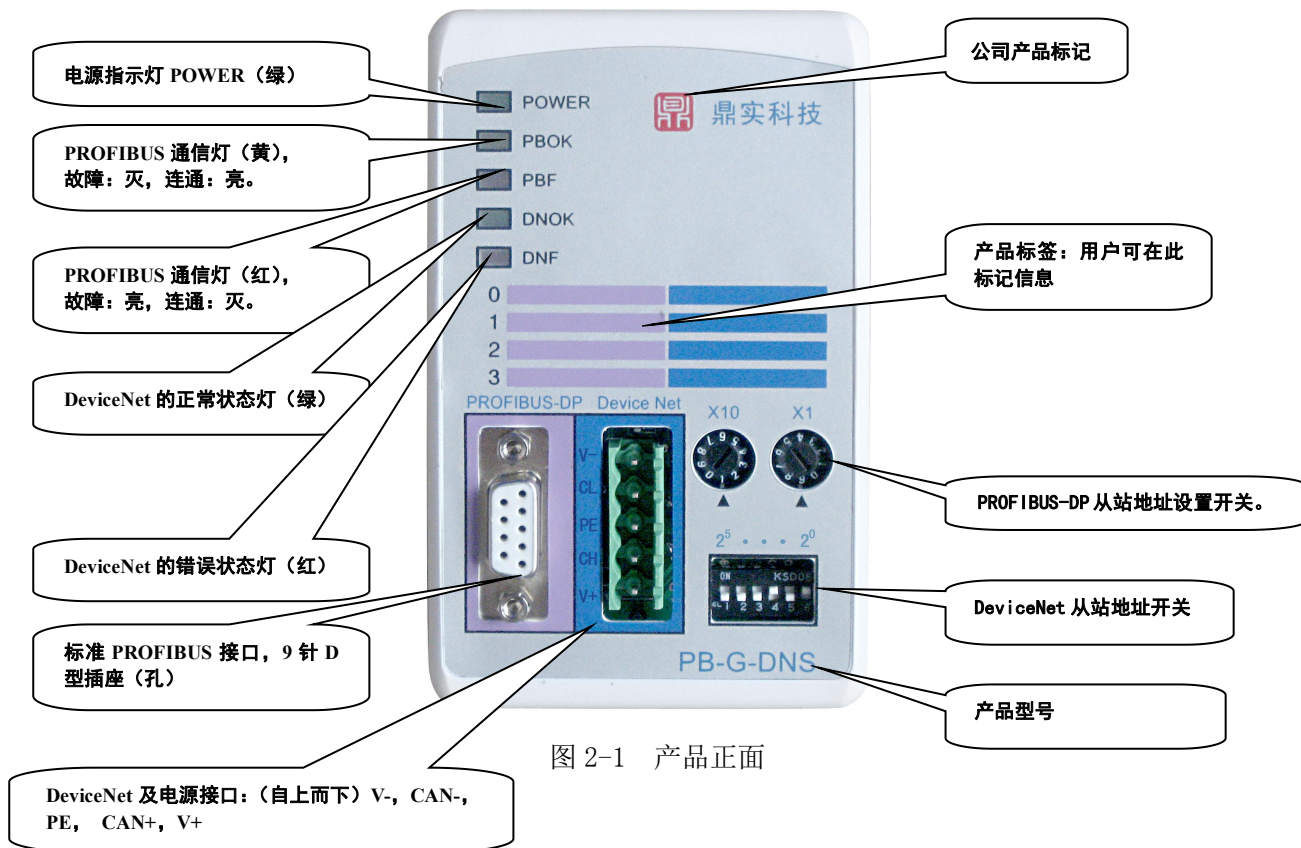 电源指示灯 POWER（绿）
PROFIBUS 通信灯（黄），
故障：灭，连通：亮。
PROFIBUS 通信灯（红），
故障：亮，连通：灭。
DeviceNet 的正常状态灯（绿）
DeviceNet 的错误状态灯（红）
标准 PROFIBUS 接口，9 针 D
型插座（孔）
DeviceNet 及电源接口：（自上而下）V-，CAN-，
PE， CAN+，V+
POWER
PBOK
PBF
DNOK
DNF
鼎实科技
0
1
2
3
PROFIBUS-DP Device Net
V-
CL
PE
CH
V+
X10 X1
2⁵ · · · 2⁰
ON KSD06
1 2 3 4 5 6
PB-G-DNS
公司产品标记
产品标签：用户可在此
标记信息
PROFIBUS-DP 从站地址设置开关。
DeviceNet 从站地址开关
产品型号
图 2-1 产品正面